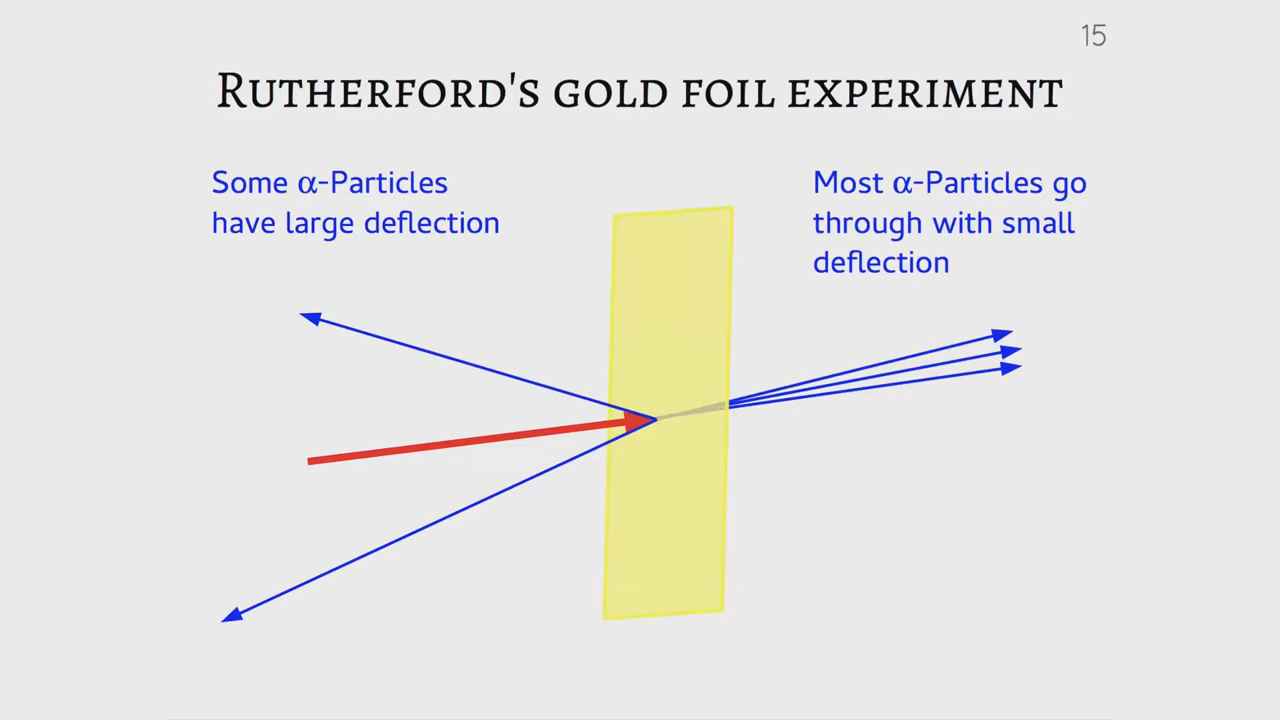 15
Rutherford's gold foil experiment
Some α-Particles
have large deflection
Most α-Particles go
through with small
deflection